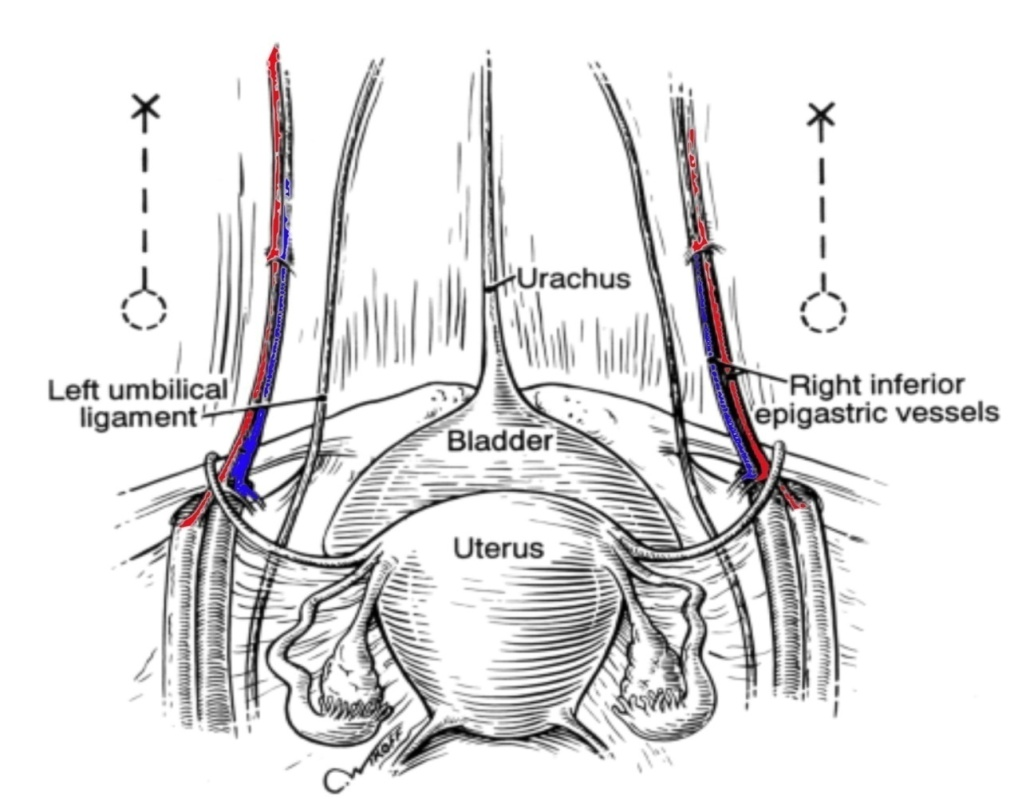 Urachus
Left umbilical
ligament
Right inferior
epigastric vessels
Bladder
Uterus